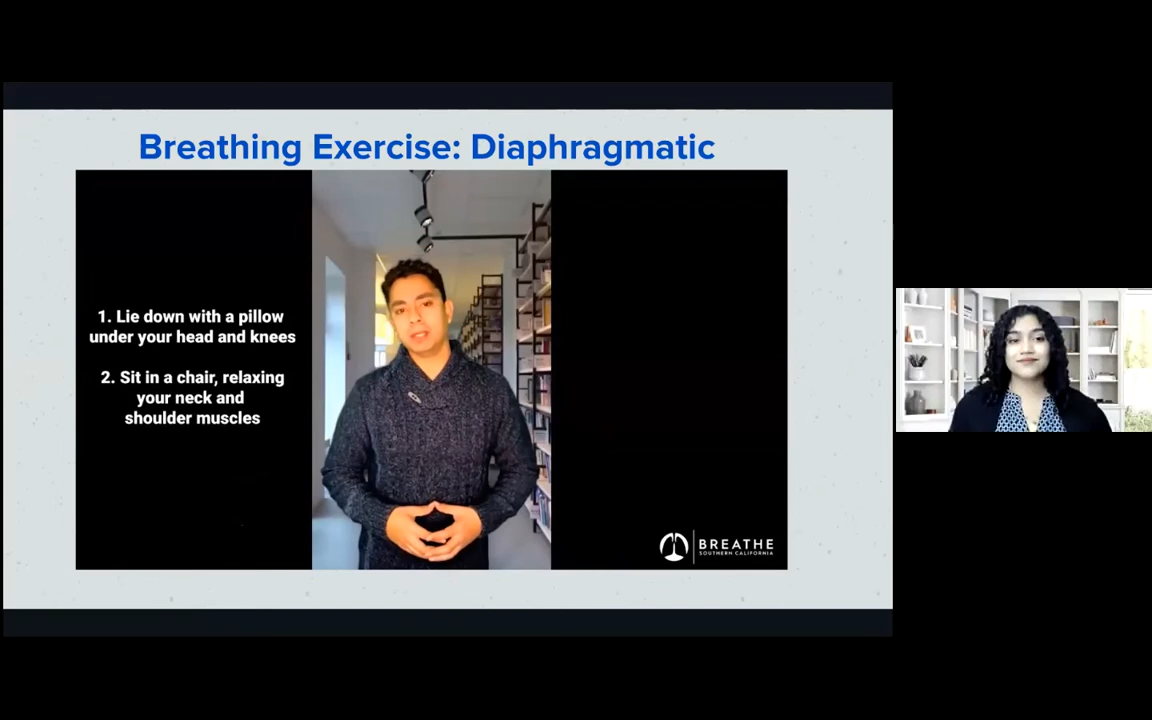 Breathing Exercise: Diaphragmatic
1. Lie down with a pillow
under your head and knees
2. Sit in a chair, relaxing
your neck and
shoulder muscles
BREATHE
SOUTHERN CALIFORNIA